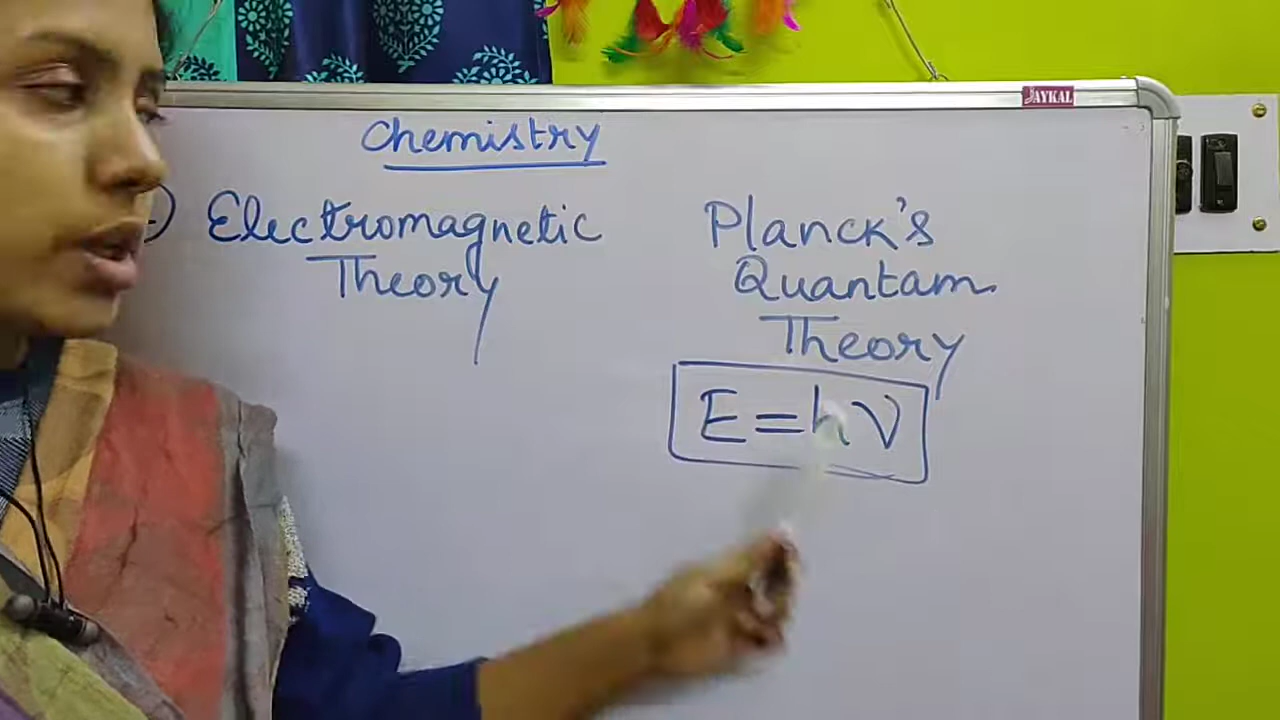 JAYKAL
Chemistry
Electromagnetic
Theory
Planck's
Quantam
Theory
E=hν